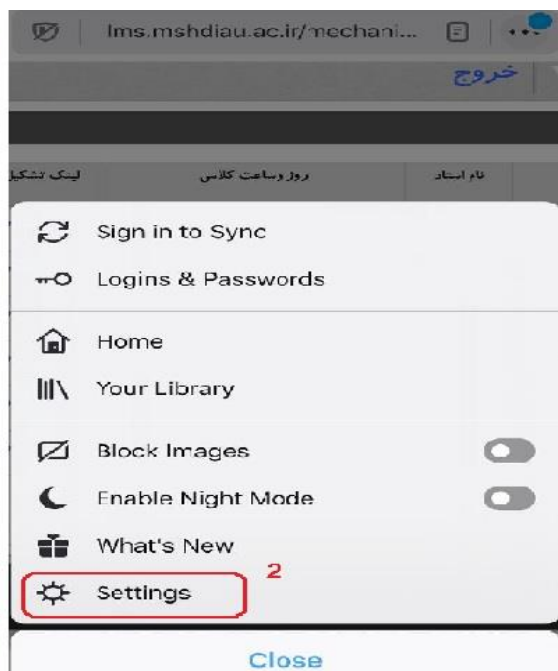 lms.mshdiau.ac.ir/mechani...
خروج
نام استاد روز وساعت کلاس لینک تشکیل
Sign in to Sync
Logins & Passwords
Home
Your Library
Block Images
Enable Night Mode
What's New
2
Settings
Close